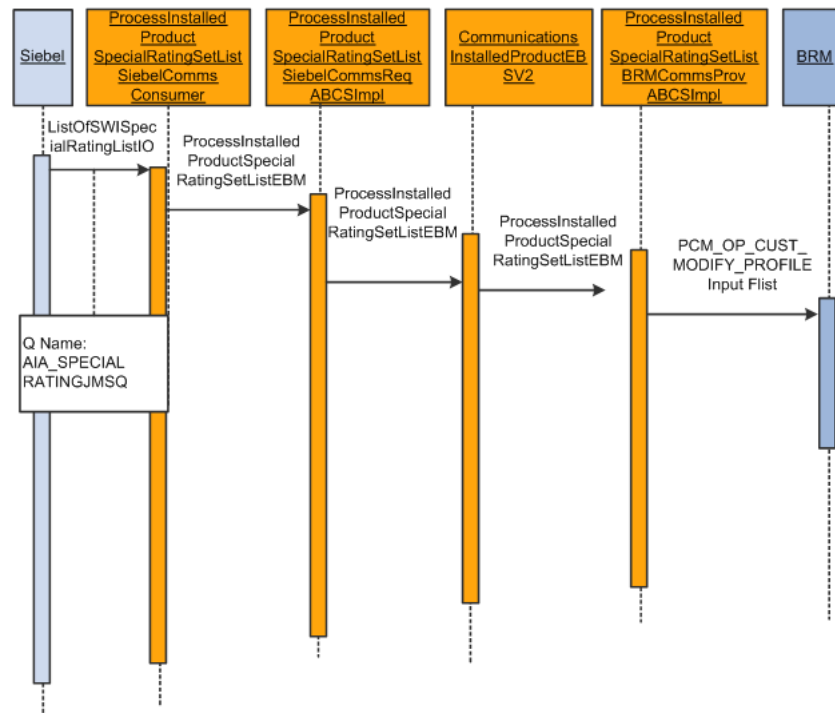 Siebel
ProcessInstalled
Product
SpecialRatingSetList
SiebelComms
Consumer
ProcessInstalled
Product
SpecialRatingSetList
SiebelCommsReq
ABCSImpl
Communications
InstalledProductEB
SV2
ProcessInstalled
Product
SpecialRatingSetList
BRMCommsProv
ABCSImpl
BRM
ListOfSWISpec
ialRatingListIO
ProcessInstalled
ProductSpecial
RatingSetListEBM
ProcessInstalled
ProductSpecial
RatingSetListEBM
ProcessInstalled
ProductSpecial
RatingSetListEBM
PCM_OP_CUST_
MODIFY_PROFILE
Input Flist
Q Name:
AIA_SPECIAL
RATINGJMSQ